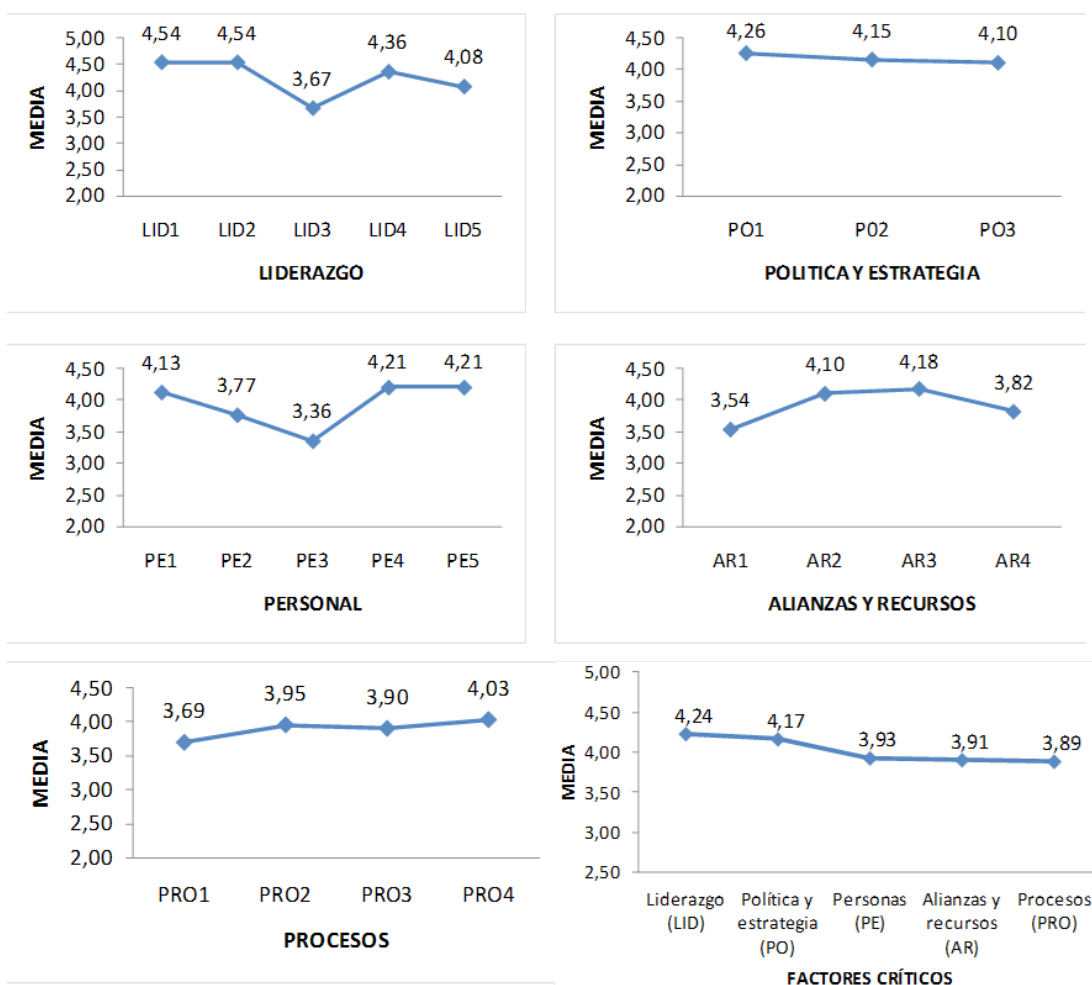 4,54 4,54 3,67 4,36 4,08
5,00
4,50
4,00
3,50
3,00
2,50
2,00
MEDIA
LID1 LID2 LID3 LID4 LID5
LIDERAZGO
4,26 4,15 4,10
4,50
4,00
3,50
3,00
2,50
2,00
MEDIA
PO1 P02 PO3
POLITICA Y ESTRATEGIA
4,13 3,77 3,36 4,21 4,21
4,50
4,00
3,50
3,00
2,50
2,00
MEDIA
PE1 PE2 PE3 PE4 PE5
PERSONAL
3,54 4,10 4,18 3,82
4,50
4,00
3,50
3,00
2,50
2,00
MEDIA
AR1 AR2 AR3 AR4
ALIANZAS Y RECURSOS
3,69 3,95 3,90 4,03
4,50
4,00
3,50
3,00
2,50
2,00
MEDIA
PRO1 PRO2 PRO3 PRO4
PROCESOS
4,24 4,17 3,93 3,91 3,89
5,00
4,50
4,00
3,50
3,00
2,50
MEDIA
Liderazgo Política y Personas Alianzas y Procesos
(LID) estrategia (PE) recursos (PRO)
(PO) (AR)
FACTORES CRÍTICOS